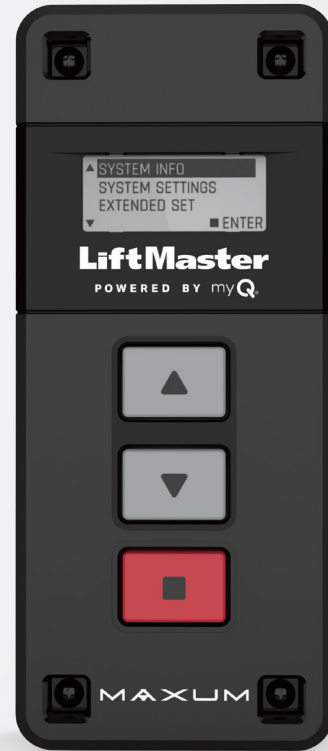 SYSTEM INFO
SYSTEM SETTINGS
EXTENDED SET
ENTER
LiftMaster
POWERED BY myQ®
MAXUM